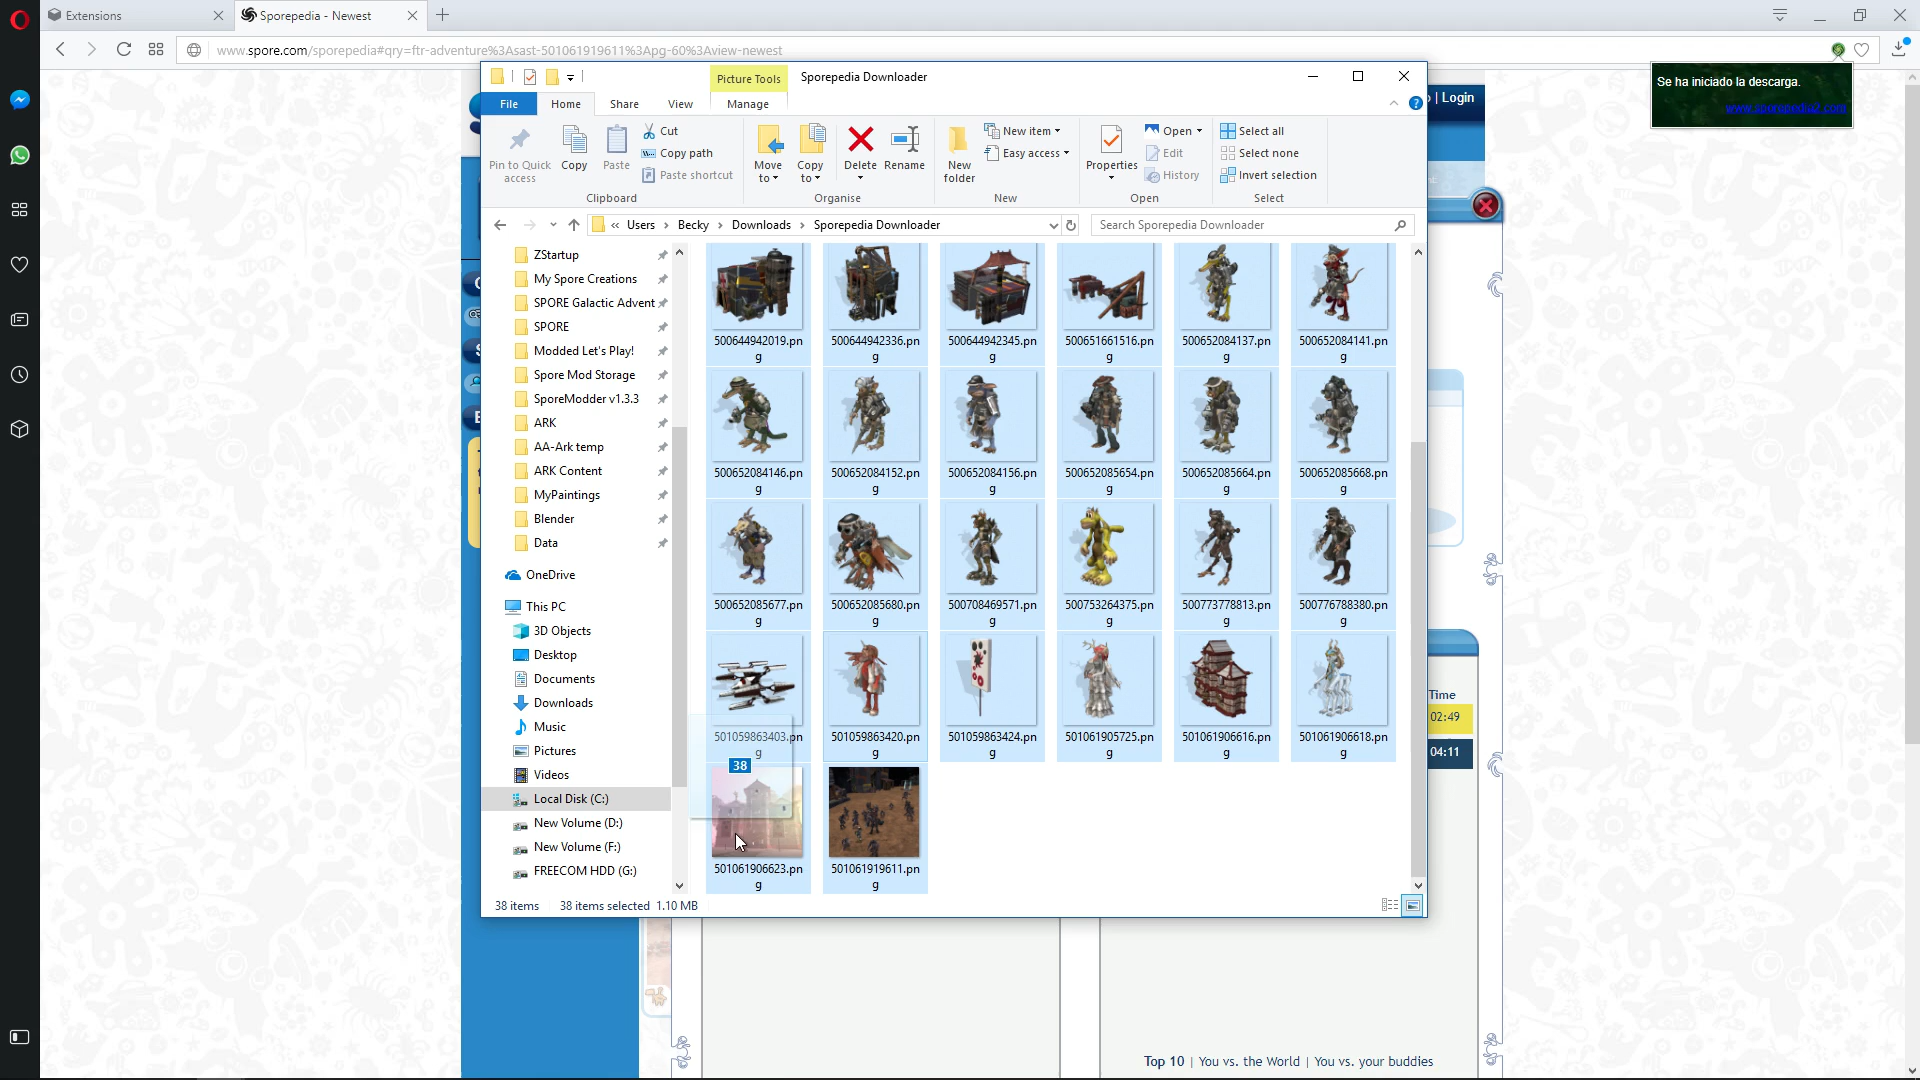 Extensions
Sporepedia - Newest
www.spore.com/sporepedia#qry=ftr-adventure%3Asast-501061919611%3Apg-60%3Aview-newest
Se ha iniciado la descarga.
www.sporepedia2.com
| Login
Picture Tools
Sporepedia Downloader
File
Home
Share
View
Manage
Pin to Quick access
Copy
Paste
Cut
Copy path
Paste shortcut
Clipboard
Move to
Copy to
Delete
Rename
Organise
New folder
New item
Easy access
New
Properties
Open
Edit
History
Open
Select all
Select none
Invert selection
Select
« Users > Becky > Downloads > Sporepedia Downloader
Search Sporepedia Downloader
ZStartup
My Spore Creations
SPORE Galactic Advent
SPORE
Modded Let's Play!
Spore Mod Storage
SporeModder v1.3.3
ARK
AA-Ark temp
ARK Content
MyPaintings
Blender
Data
OneDrive
This PC
3D Objects
Desktop
Documents
Downloads
Music
Pictures
Videos
Local Disk (C:)
New Volume (D:)
New Volume (F:)
FREECOM HDD (G:)
500644942019.png
500644942336.png
500644942345.png
500651661516.png
500652084137.png
500652084141.png
500652084146.png
500652084152.png
500652084156.png
500652085654.png
500652085664.png
500652085668.png
500652085677.png
500652085680.png
500708469571.png
500753264375.png
500773778813.png
500776788380.png
501059863403.png
501059863420.png
501059863424.png
501061905725.png
501061906616.png
501061906618.png
38
501061906623.png
501061919611.png
38 items
38 items selected 1.10 MB
Time
02:49
04:11
Top 10 | You vs. the World | You vs. your buddies